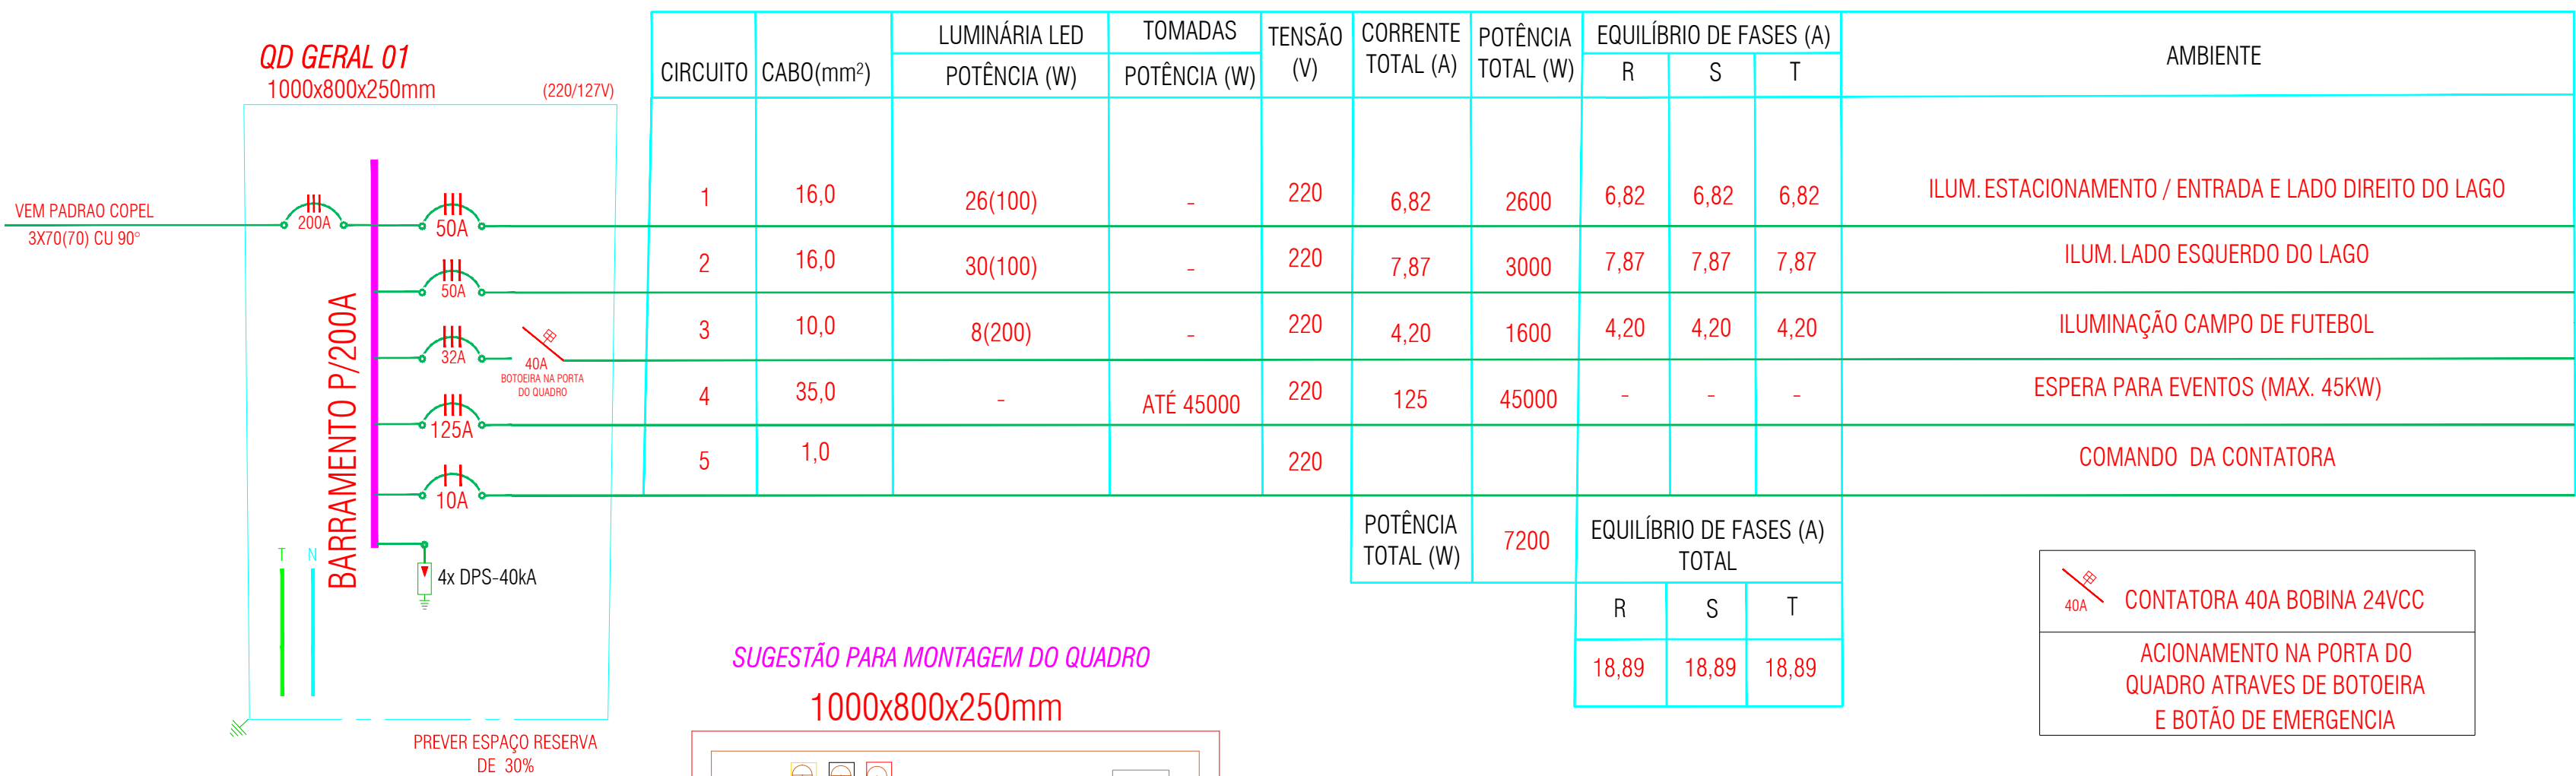 QD GERAL 01
1000x800x250mm
(220/127V)
VEM PADRAO COPEL
3X70(70) CU 90°
200A
50A
50A
32A
40A
BOTOEIRA NA PORTA
DO QUADRO
125A
10A
BARRAMENTO P/200A
T N
4x DPS-40kA
PREVER ESPAÇO RESERVA
DE 30%
CIRCUITO CABO(mm²) LUMINÁRIA LED TOMADAS TENSÃO CORRENTE POTÊNCIA EQUILÍBRIO DE FASES (A) AMBIENTE
POTÊNCIA (W) POTÊNCIA (W) (V) TOTAL (A) TOTAL (W) R S T
1 16,0 26(100) - 220 6,82 2600 6,82 6,82 6,82 ILUM. ESTACIONAMENTO / ENTRADA E LADO DIREITO DO LAGO
2 16,0 30(100) - 220 7,87 3000 7,87 7,87 7,87 ILUM. LADO ESQUERDO DO LAGO
3 10,0 8(200) - 220 4,20 1600 4,20 4,20 4,20 ILUMINAÇÃO CAMPO DE FUTEBOL
4 35,0 - ATÉ 45000 220 125 45000 - - - ESPERA PARA EVENTOS (MAX. 45KW)
5 1,0 220 COMANDO DA CONTATORA
POTÊNCIA
TOTAL (W) 7200
EQUILÍBRIO DE FASES (A)
TOTAL
R S T
18,89 18,89 18,89
SUGESTÃO PARA MONTAGEM DO QUADRO
1000x800x250mm
40A CONTATORA 40A BOBINA 24VCC
ACIONAMENTO NA PORTA DO
QUADRO ATRAVES DE BOTOEIRA
E BOTÃO DE EMERGENCIA